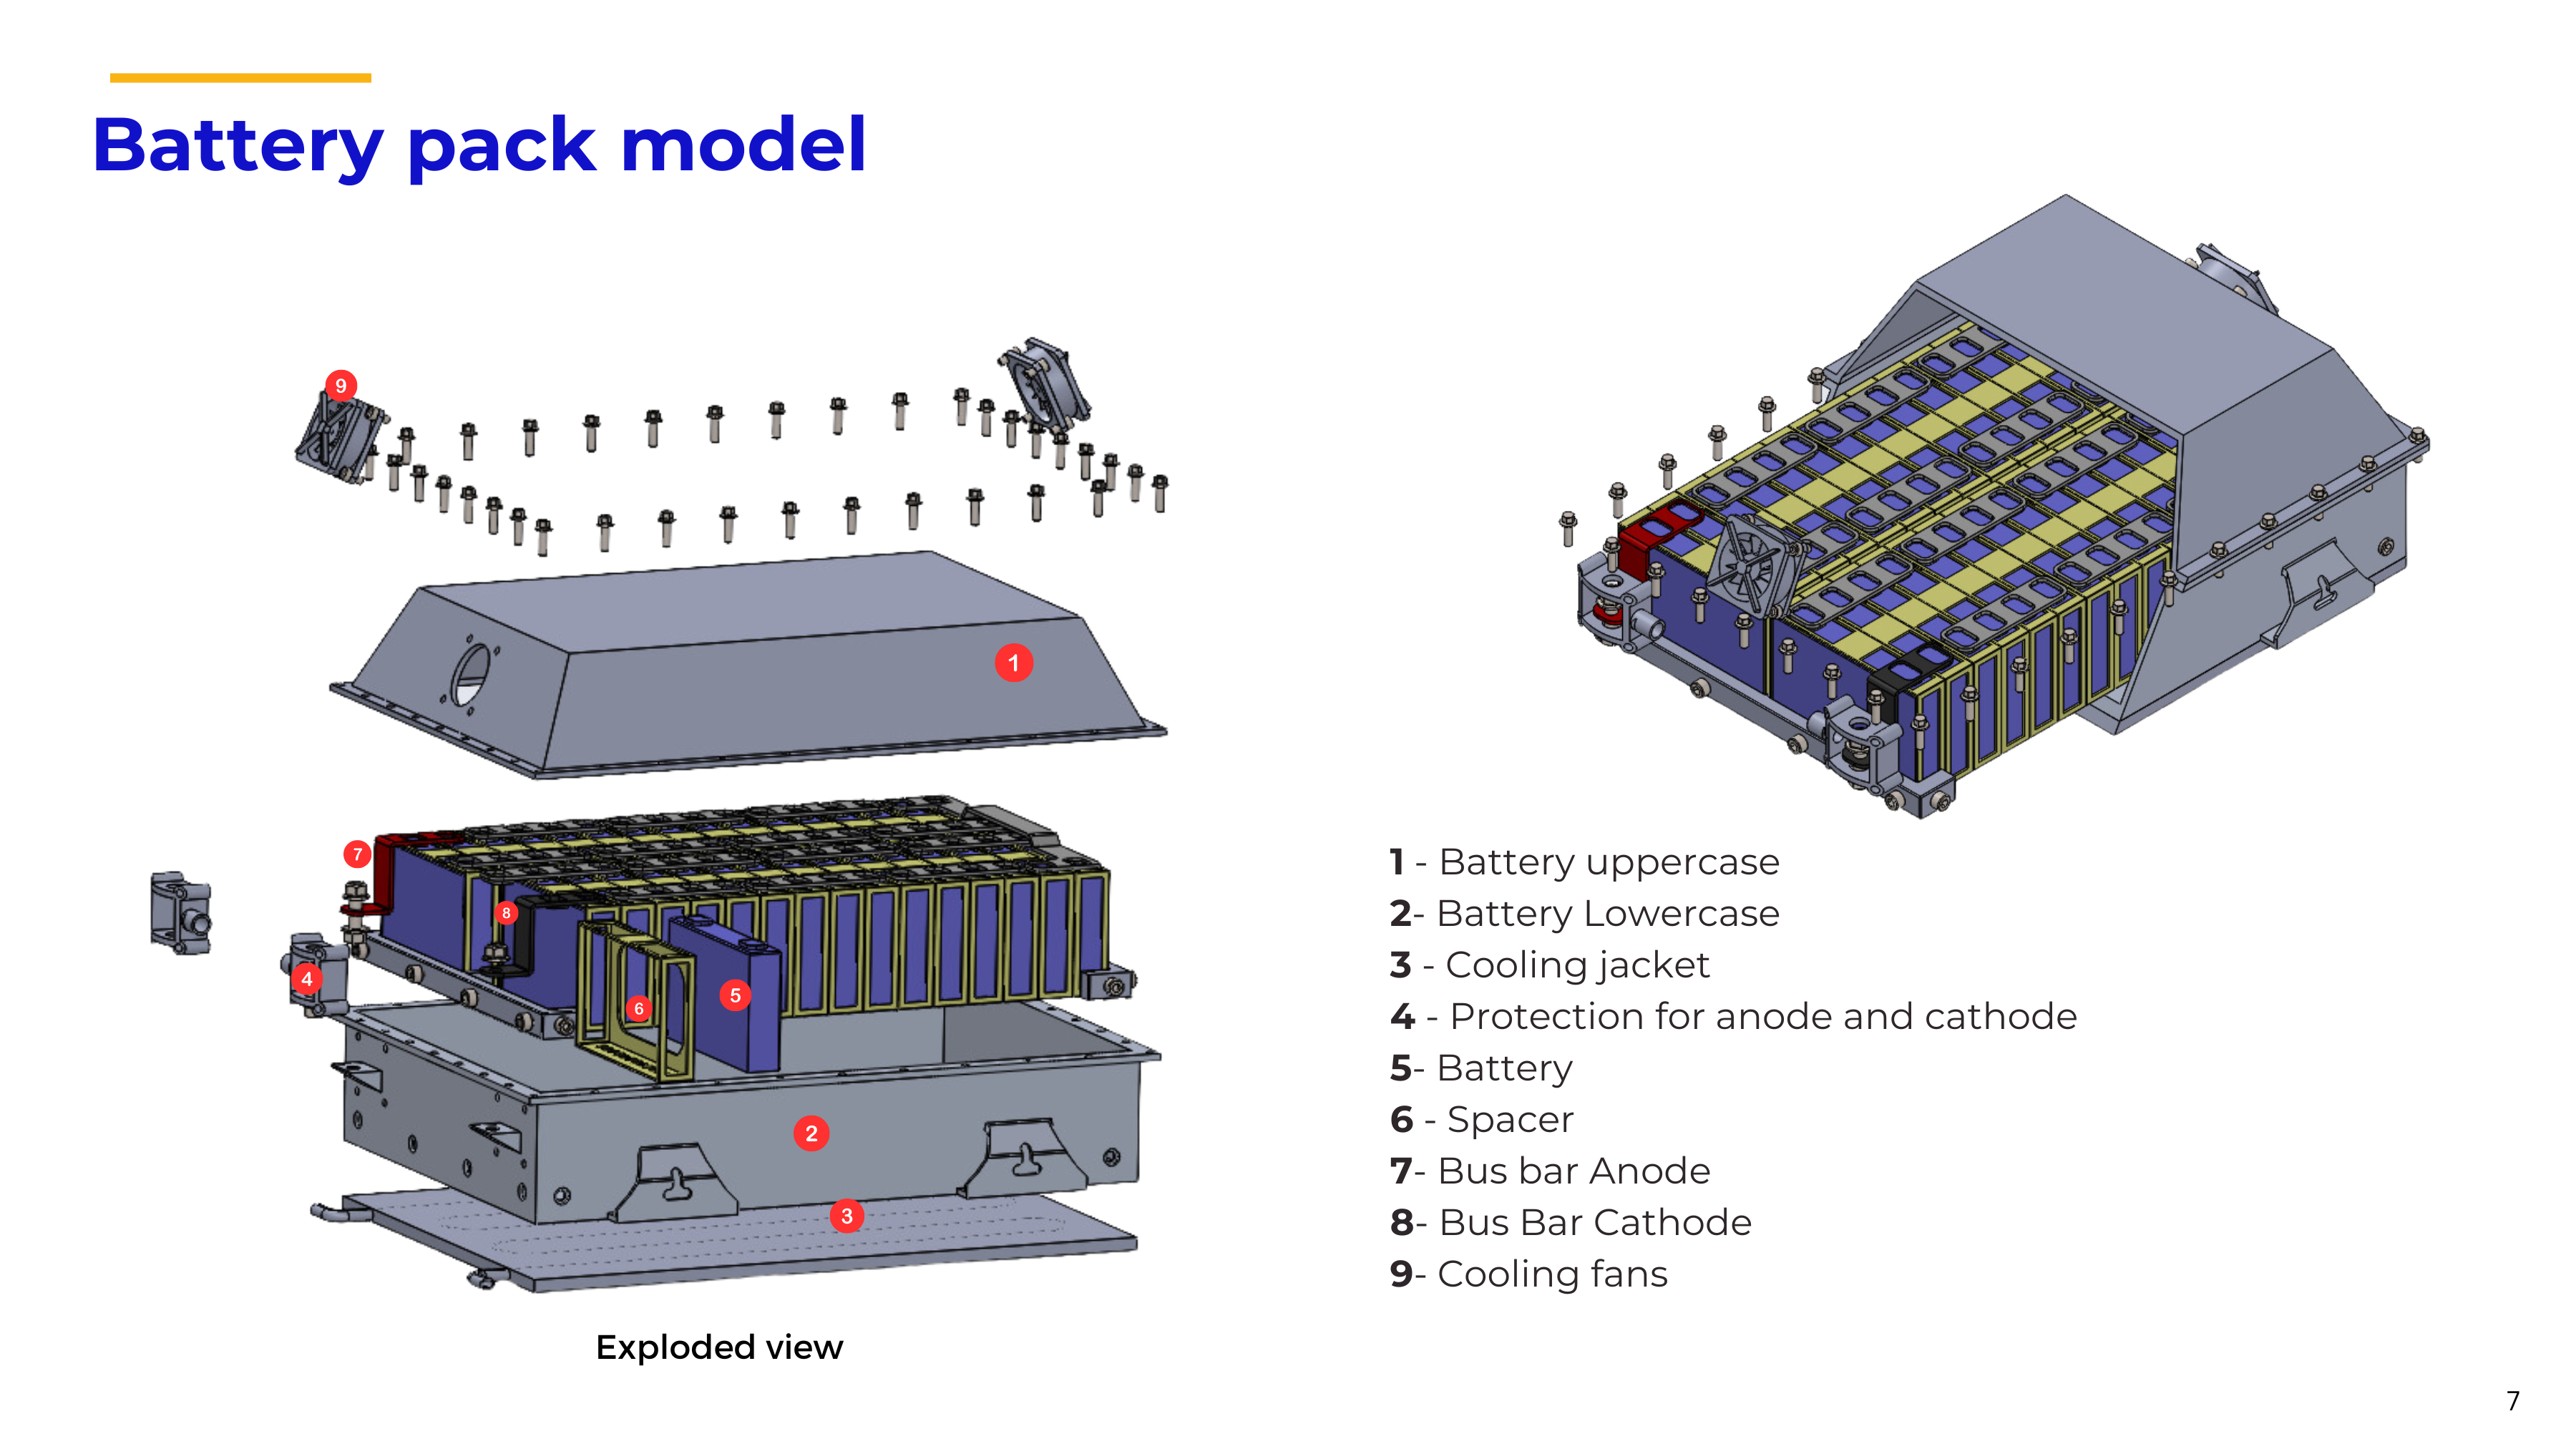 Battery pack model
9
1
7
8
4
5
6
2
3
Exploded view
1 - Battery uppercase
2- Battery Lowercase
3 - Cooling jacket
4 - Protection for anode and cathode
5- Battery
6 - Spacer
7- Bus bar Anode
8- Bus Bar Cathode
9- Cooling fans
7